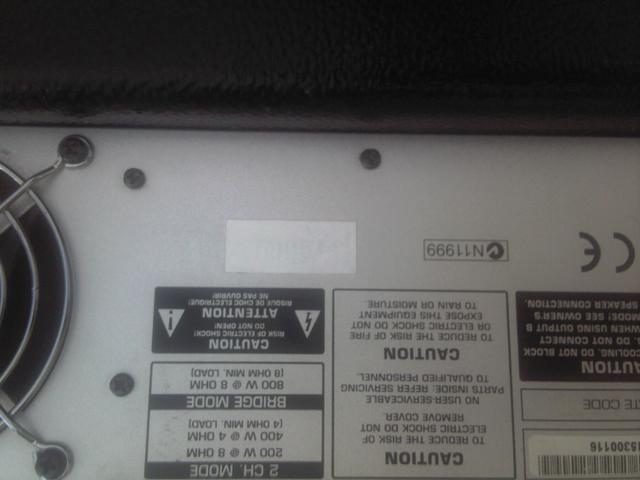 15300116
TE CODE
CAUTION
OOLING. DO NOT BLOCK
S. DO NOT CONNECT
WHEN USING OUTPUT B
MODE: SEE OWNER'S
SPEAKER CONNECTION.
CE
CAUTION
TO REDUCE THE RISK OF
ELECTRIC SHOCK DO NOT
REMOVE COVER.
NO USER-SERVICABLE
PARTS INSIDE. REFER SERVICING
TO QUALIFIED PERSONNEL
CAUTION
TO REDUCE THE RISK OF FIRE
OR ELECTRIC SHOCK DO NOT
EXPOSE THIS EQUIPMENT
TO RAIN OR MOISTURE.
N11999
2 CH. MODE
200 W @ 8 OHM
400 W @ 4 OHM
(4 OHM MIN. LOAD)
BRIDGE MODE
800 W @ 8 OHM
(8 OHM MIN. LOAD)
CAUTION
RISK OF ELECTRIC SHOCK!
DO NOT OPEN!
ATTENTION
RISQUE DE CHOC ELECTRIQUE!
NE PAS OUVRIR!